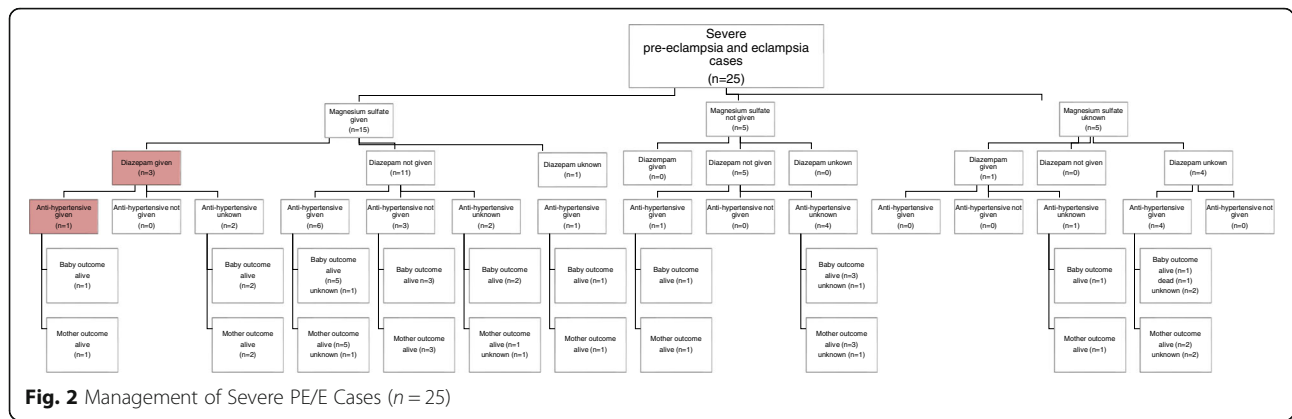 Severe
pre-eclampsia and eclampsia
cases
(n=25)
Magnesium sulfate
given
(n=15)
Magnesium sulfate
not given
(n=5)
Magnesium sulfate
uknown
(n=5)
Diazepam given
(n=3)
Diazepam not given
(n=11)
Diazepam uknown
(n=1)
Diazempam
given
(n=0)
Diazepam not given
(n=5)
Diazepam unkown
(n=0)
Diazempam
given
(n=1)
Diazepam not given
(n=0)
Diazepam unkown
(n=4)
Anti-hypertensive
given
(n=1)
Anti-hypertensive not
given
(n=0)
Anti-hypertensive
unkown
(n=2)
Anti-hypertensive
given
(n=6)
Anti-hypertensive not
given
(n=3)
Anti-hypertensive
unknown
(n=2)
Anti-hypertensive
given
(n=1)
Anti-hypertensive
given
(n=1)
Anti-hypertensive
not given
(n=0)
Anti-hypertensive
unknown
(n=4)
Anti-hypertensive
given
(n=0)
Anti-hypertensive
not given
(n=0)
Anti-hypertensive
unknown
(n=1)
Anti-hypertensive
given
(n=4)
Anti-hypertensive not
given
(n=0)
Baby outcome
alive
(n=1)
Baby outcome
alive
(n=2)
Baby outcome
alive
(n=5)
unknown (n=1)
Baby outcome
alive (n=3)
Baby outcome
alive (n=2)
Baby outcome
alive (n=1)
Baby outcome
alive (n=1)
Baby outcome
alive (n=3)
unknown (n=1)
Baby outcome
alive (n=1)
Baby outcome
alive (n=1)
dead (n=1)
unknown (n=2)
Mother outcome
alive
(n=1)
Mother outcome
alive
(n=2)
Mother outcome
alive (n=5)
unknown (n=1)
Mother outcome
alive (n=3)
Mother outcome
alive (n=1
unknown (n=1)
Mother outcome
alive (n=1)
Mother outcome
alive (n=1)
Mother outcome
alive (n=3)
unknown (n=1)
Mother outcome
alive (n=1)
Mother outcome
alive (n=2)
unknown (n=2)
Fig. 2 Management of Severe PE/E Cases (n = 25)